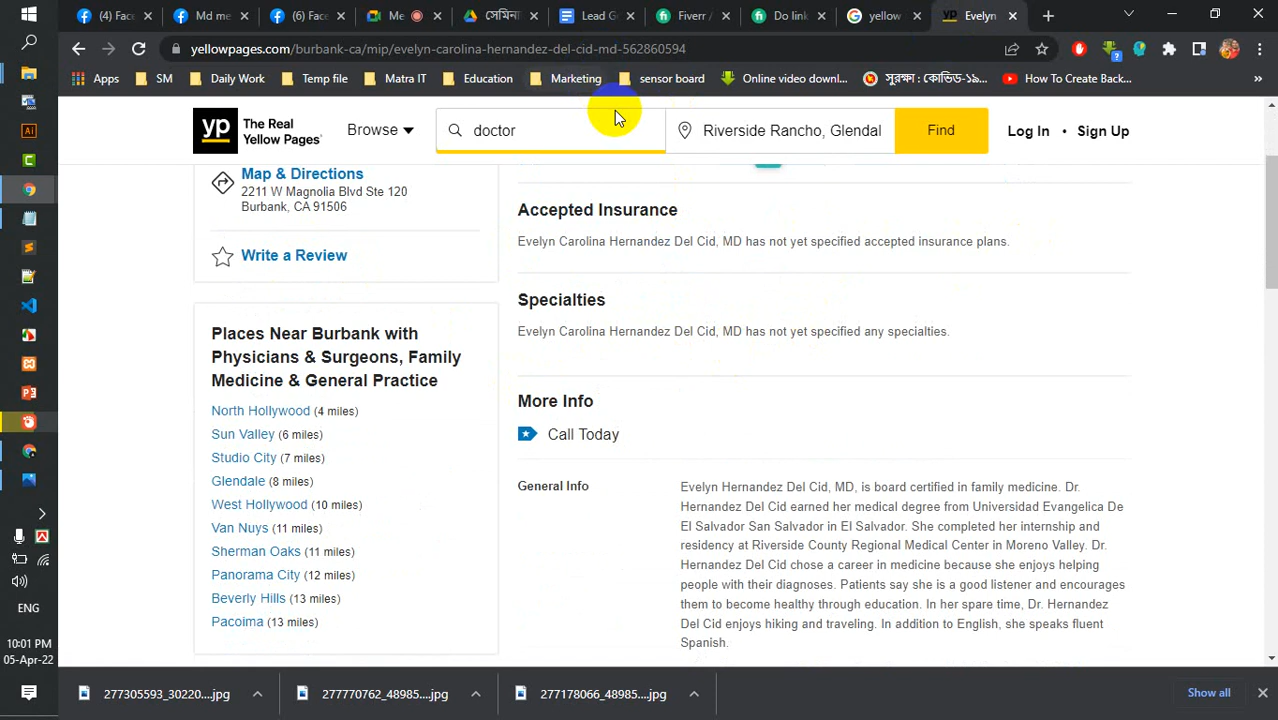 (4) Face
Md me
(6) Face
Me
সেমিনা
Lead G
Fiverr /
Do link
yellow
Evelyn
yellowpages.com/burbank-ca/mip/evelyn-carolina-hernandez-del-cid-md-562860594
Apps
SM
Daily Work
Temp file
Matra IT
Education
Marketing
sensor board
Online video downl...
সুরক্ষা : কোভিড-১৯...
How To Create Back...
yp
The Real
Yellow Pages
Browse
doctor
Riverside Rancho, Glendal
Find
Log In • Sign Up
Map & Directions
2211 W Magnolia Blvd Ste 120
Burbank, CA 91506
Write a Review
Places Near Burbank with
Physicians & Surgeons, Family
Medicine & General Practice
North Hollywood (4 miles)
Sun Valley (6 miles)
Studio City (7 miles)
Glendale (8 miles)
West Hollywood (10 miles)
Van Nuys (11 miles)
Sherman Oaks (11 miles)
Panorama City (12 miles)
Beverly Hills (13 miles)
Pacoima (13 miles)
Accepted Insurance
Evelyn Carolina Hernandez Del Cid, MD has not yet specified accepted insurance plans.
Specialties
Evelyn Carolina Hernandez Del Cid, MD has not yet specified any specialties.
More Info
Call Today
General Info
Evelyn Hernandez Del Cid, MD, is board certified in family medicine. Dr.
Hernandez Del Cid earned her medical degree from Universidad Evangelica De
El Salvador San Salvador in El Salvador. She completed her internship and
residency at Riverside County Regional Medical Center in Moreno Valley. Dr.
Hernandez Del Cid chose a career in medicine because she enjoys helping
people with their diagnoses. Patients say she is a good listener and encourages
them to become healthy through education. In her spare time, Dr. Hernandez
Del Cid enjoys hiking and traveling. In addition to English, she speaks fluent
Spanish.
ENG
10:01 PM
05-Apr-22
277305593_30220....jpg
277770762_48985....jpg
277178066_48985....jpg
Show all